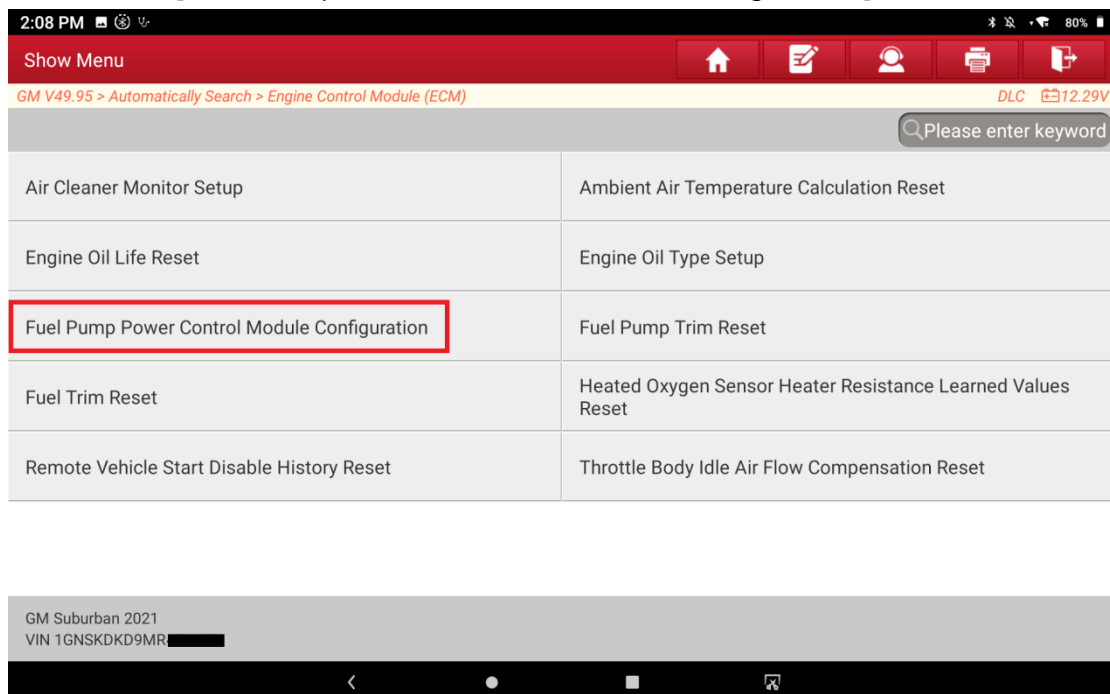 2:08 PM 80%
Show Menu
GM V49.95 > Automatically Search > Engine Control Module (ECM) DLC 12.29V
Please enter keyword
Air Cleaner Monitor Setup
Ambient Air Temperature Calculation Reset
Engine Oil Life Reset
Engine Oil Type Setup
Fuel Pump Power Control Module Configuration
Fuel Pump Trim Reset
Fuel Trim Reset
Heated Oxygen Sensor Heater Resistance Learned Values
Reset
Remote Vehicle Start Disable History Reset
Throttle Body Idle Air Flow Compensation Reset
GM Suburban 2021
VIN 1GNSKDKD9MR